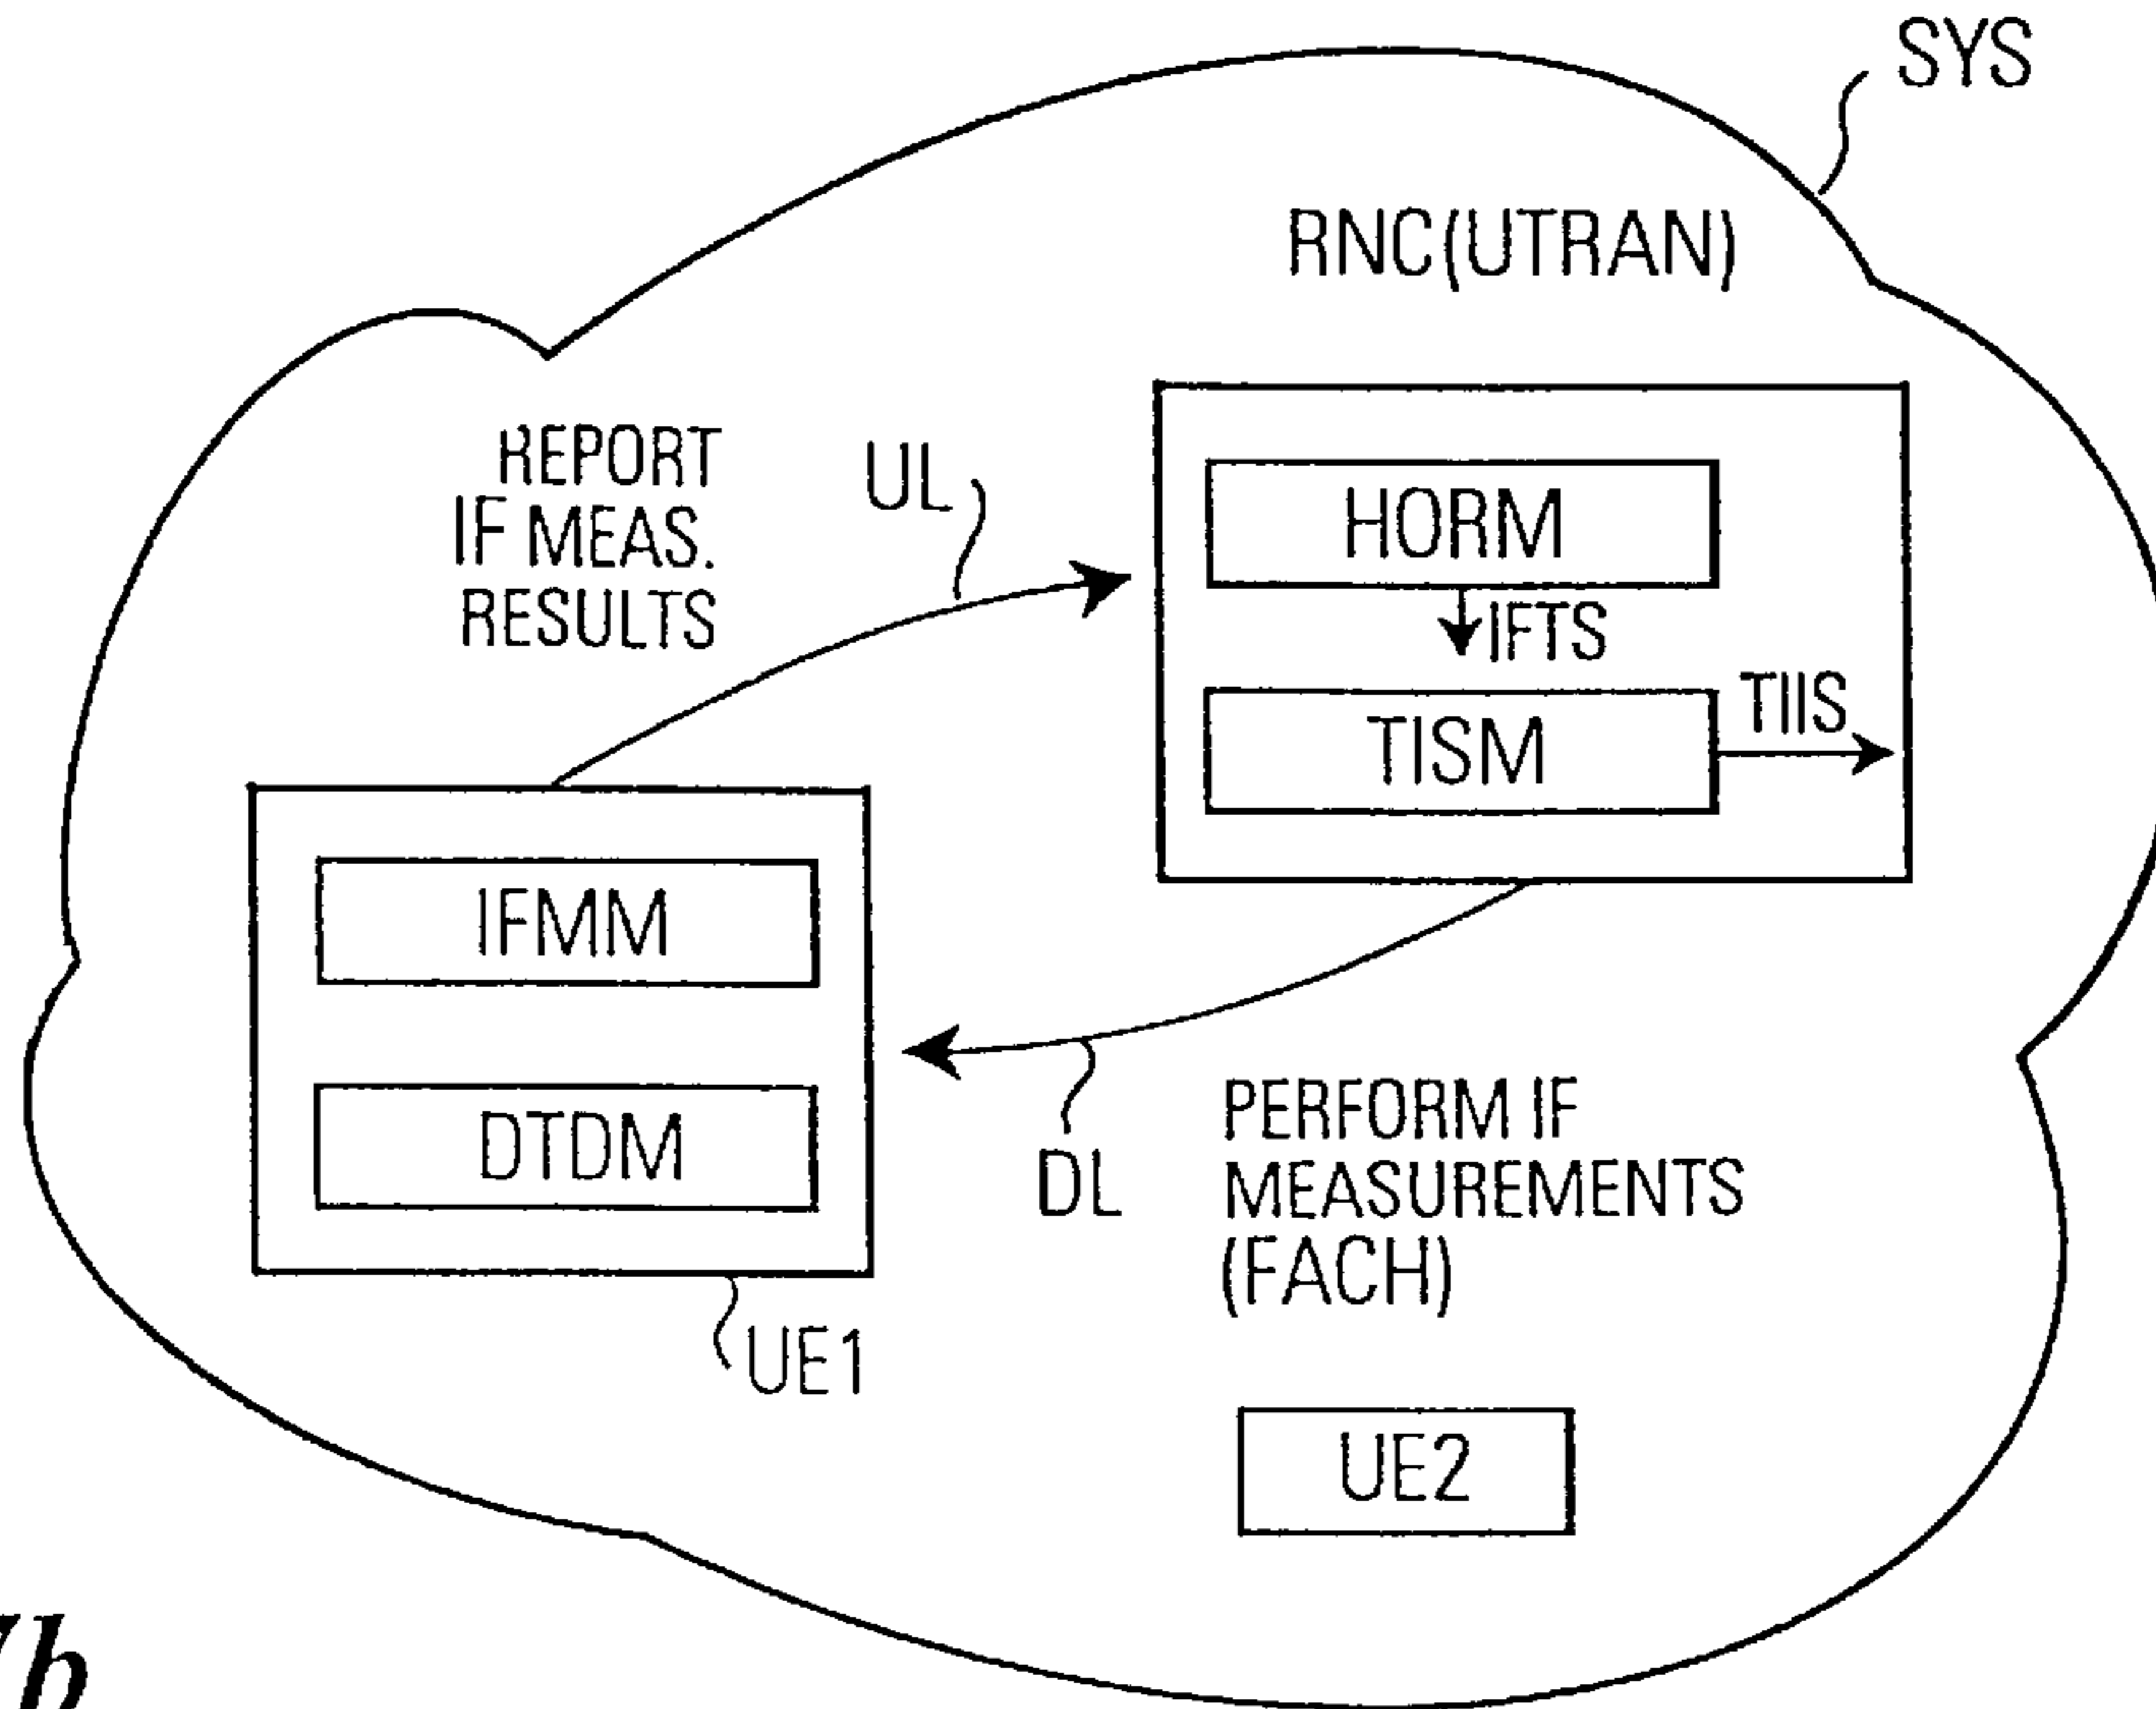 SYS
RNC(UTRAN)
REPORT
IF MEAS.
RESULTS
UL
HORM
IFTS
TISM
TIIS
IFMM
DTDM
DL
PERFORM IF
MEASUREMENTS
(FACH)
UE1
UE2